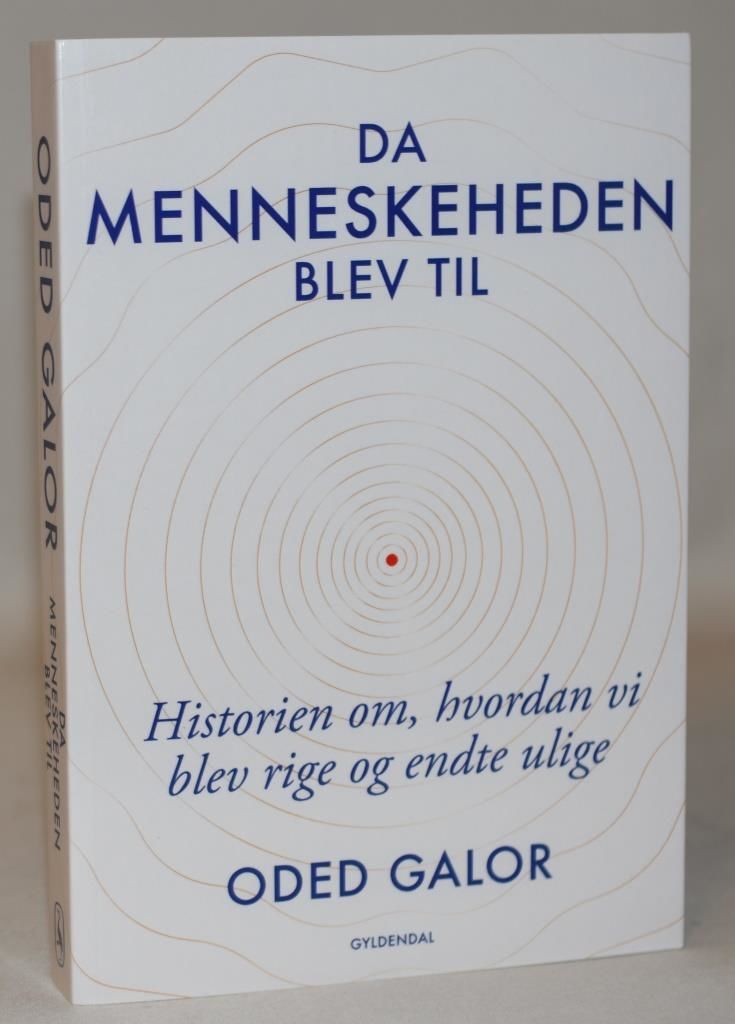 DA
MENNESKEHEDEN
BLEV TIL
Historien om, hvordan vi
blev rige og endte ulige
ODED GALOR
GYLDENDAL
ODED GALOR
DA
MENNESKEHEDEN
BLEV TIL